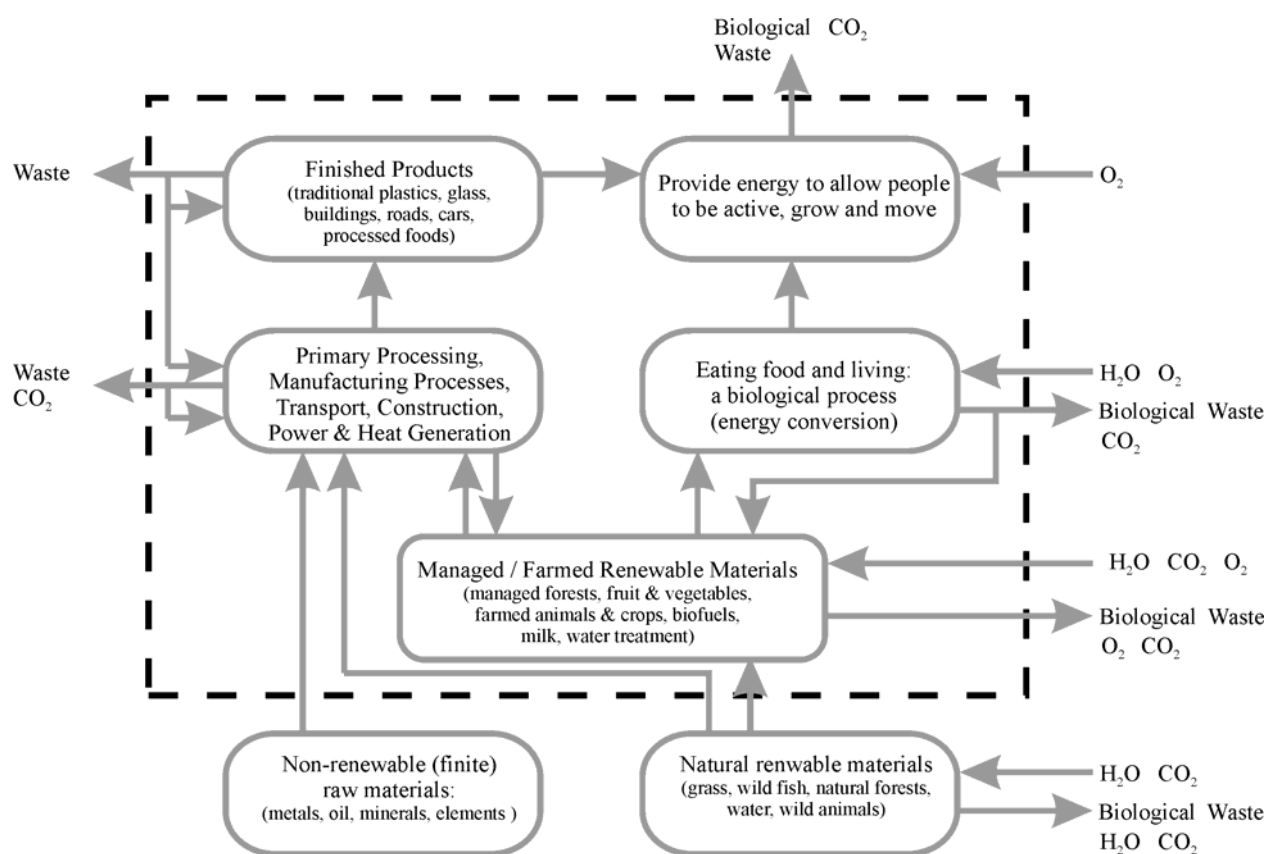 Biological CO₂
Waste
Waste
Finished Products
(traditional plastics, glass,
buildings, roads, cars,
processed foods)
Provide energy to allow people
to be active, grow and move
O₂
Waste
CO₂
Primary Processing,
Manufacturing Processes,
Transport, Construction,
Power & Heat Generation
Eating food and living:
a biological process
(energy conversion)
H₂O O₂
Biological Waste
CO₂
Managed / Farmed Renewable Materials
(managed forests, fruit & vegetables,
farmed animals & crops, biofuels,
milk, water treatment)
H₂O CO₂ O₂
Biological Waste
O₂ CO₂
Non-renewable (finite)
raw materials:
(metals, oil, minerals, elements )
Natural renwable materials
(grass, wild fish, natural forests,
water, wild animals)
H₂O CO₂
Biological Waste
H₂O CO₂